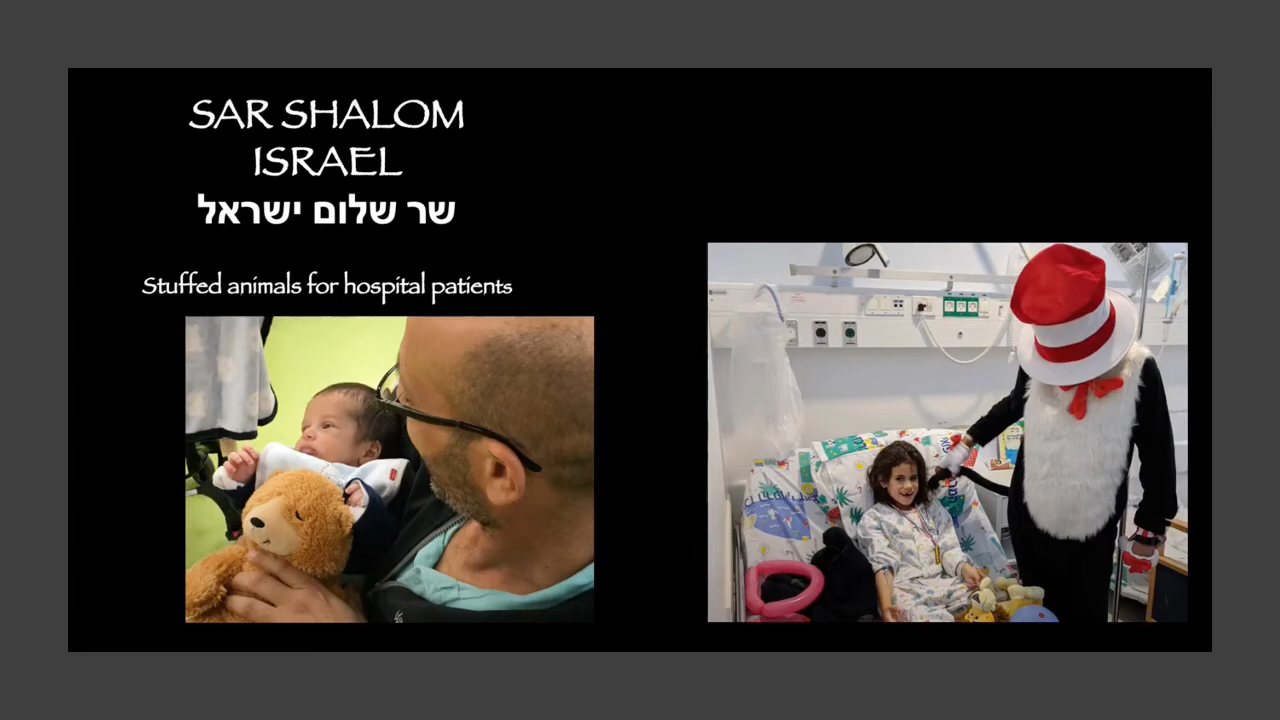 SAR SHALOM
ISRAEL
שר שלום ישראל
Stuffed animals for hospital patients